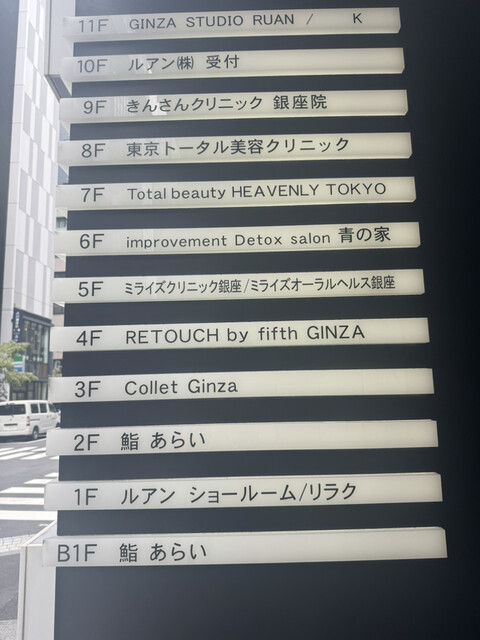 11F GINZA STUDIO RUAN / K
10F ルアン㈱ 受付
9F きんさんクリニック 銀座院
8F 東京トータル美容クリニック
7F Total beauty HEAVENLY TOKYO
6F improvement Detox salon 青の家
5F ミライズクリニック銀座/ミライズオーラルヘルス銀座
4F RETOUCH by fifth GINZA
3F Collet Ginza
2F 鮨 あらい
1F ルアン ショールーム/リラク
B1F 鮨 あらい